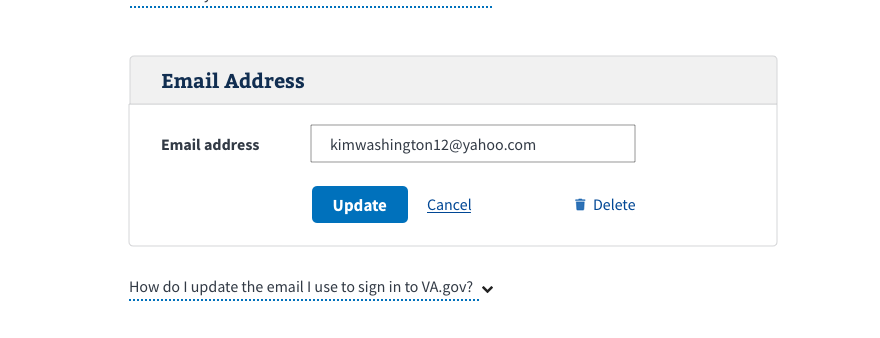 Email Address
Email address
kimwashington12@yahoo.com
Update
Cancel
Delete
How do I update the email I use to sign in to VA.gov?